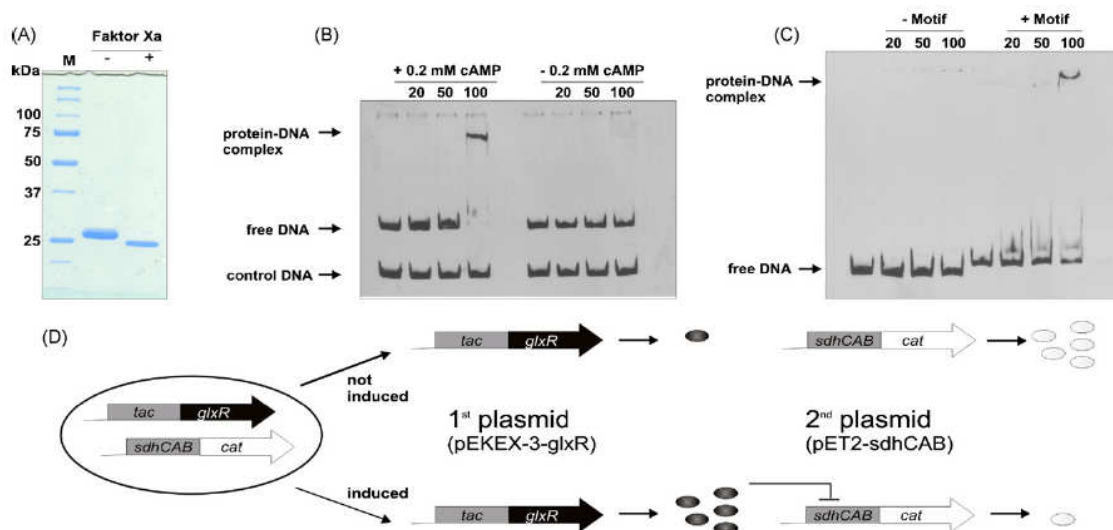 (A)
Faktor Xa
M - +
kDa
100
75
50
37
25
(B)
+ 0.2 mM cAMP - 0.2 mM cAMP
20 50 100 20 50 100
protein-DNA
complex
free DNA
control DNA
(C)
- Motif + Motif
20 50 100 20 50 100
protein-DNA
complex
free DNA
(D)
tac glxR
sdhCAB cat
not
induced
induced
tac glxR
sdhCAB cat
1st plasmid
(pEKEX-3-glxR)
2nd plasmid
(pET2-sdhCAB)
tac glxR
sdhCAB cat